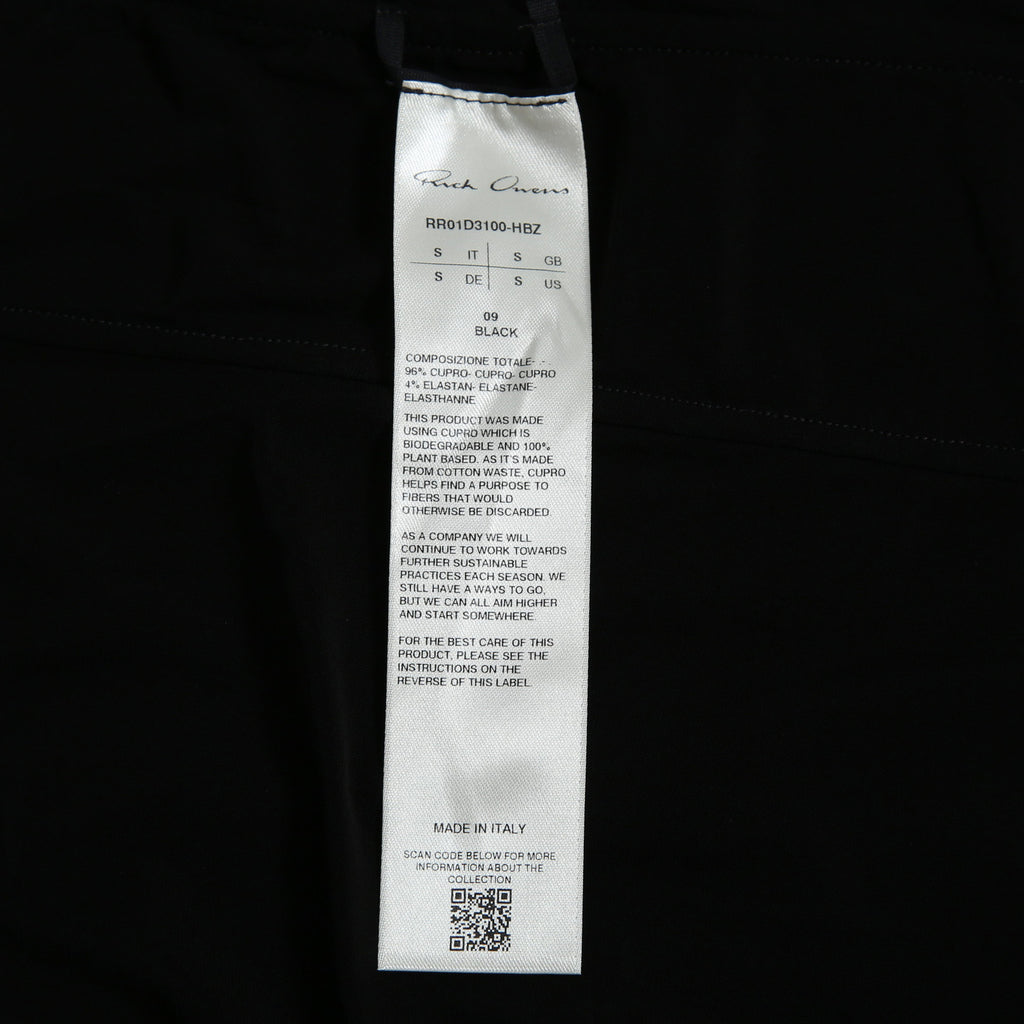 Rick Owens
RR01D3100-HBZ
S IT S GB
S DE S US
09
BLACK
COMPOSIZIONE TOTALE- -
96% CUPRO- CUPRO- CUPRO
4% ELASTAN- ELASTANE-
ELASTHANNE
THIS PRODUCT WAS MADE
USING CUPRO WHICH IS
BIODEGRADABLE AND 100%
PLANT BASED. AS IT'S MADE
FROM COTTON WASTE, CUPRO
HELPS FIND A PURPOSE TO
FIBERS THAT WOULD
OTHERWISE BE DISCARDED.
AS A COMPANY WE WILL
CONTINUE TO WORK TOWARDS
FURTHER SUSTAINABLE
PRACTICES EACH SEASON. WE
STILL HAVE A WAYS TO GO,
BUT WE CAN ALL AIM HIGHER
AND START SOMEWHERE.
FOR THE BEST CARE OF THIS
PRODUCT, PLEASE SEE THE
INSTRUCTIONS ON THE
REVERSE OF THIS LABEL.
MADE IN ITALY
SCAN CODE BELOW FOR MORE
INFORMATION ABOUT THE
COLLECTION